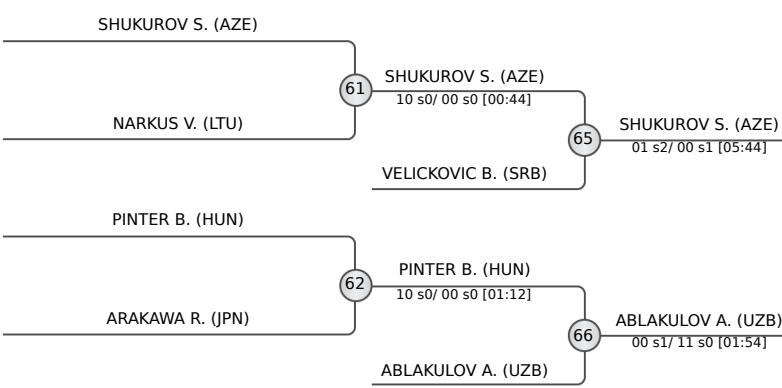 SHUKUROV S. (AZE)
61
SHUKUROV S. (AZE)
10 s0/ 00 s0 [00:44]
NARKUS V. (LTU)
65
SHUKUROV S. (AZE)
01 s2/ 00 s1 [05:44]
VELICKOVIC B. (SRB)
PINTER B. (HUN)
62
PINTER B. (HUN)
10 s0/ 00 s0 [01:12]
ARAKAWA R. (JPN)
66
ABLAKULOV A. (UZB)
00 s1/ 11 s0 [01:54]
ABLAKULOV A. (UZB)